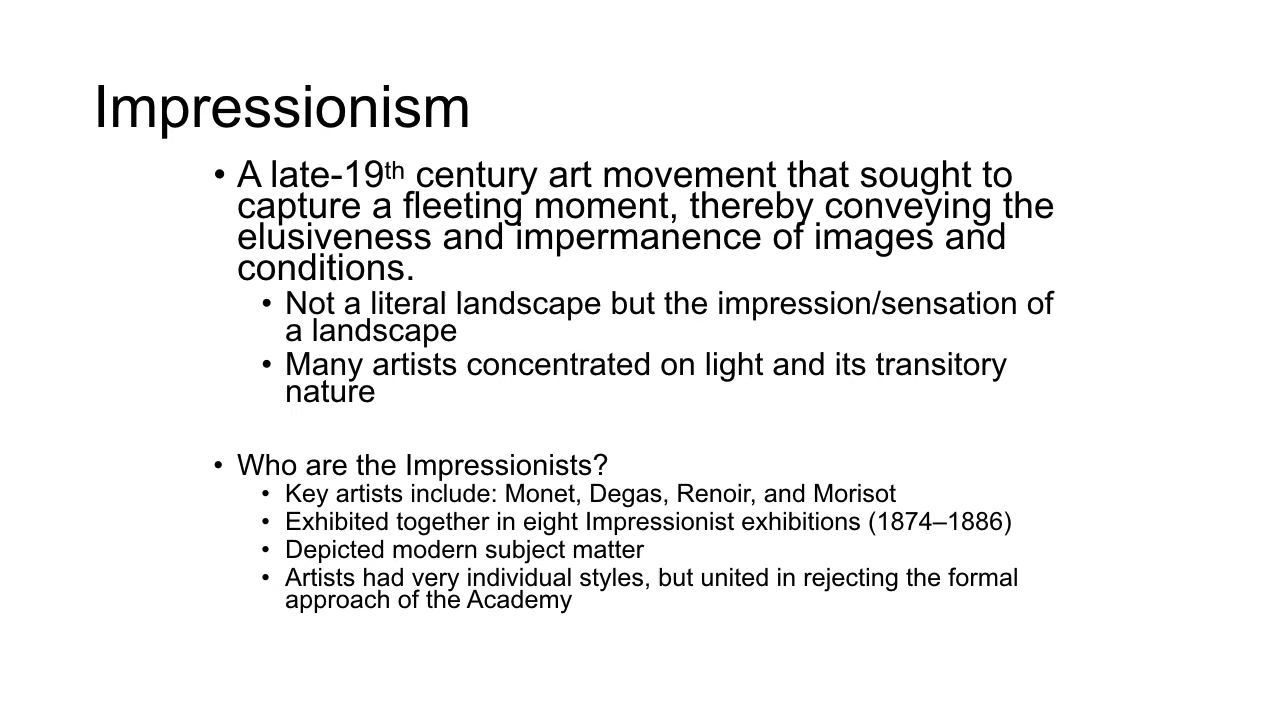 Impressionism
• A late-19th century art movement that sought to
capture a fleeting moment, thereby conveying the
elusiveness and impermanence of images and
conditions.
• Not a literal landscape but the impression/sensation of
a landscape
• Many artists concentrated on light and its transitory
nature
• Who are the Impressionists?
• Key artists include: Monet, Degas, Renoir, and Morisot
• Exhibited together in eight Impressionist exhibitions (1874–1886)
• Depicted modern subject matter
• Artists had very individual styles, but united in rejecting the formal
approach of the Academy